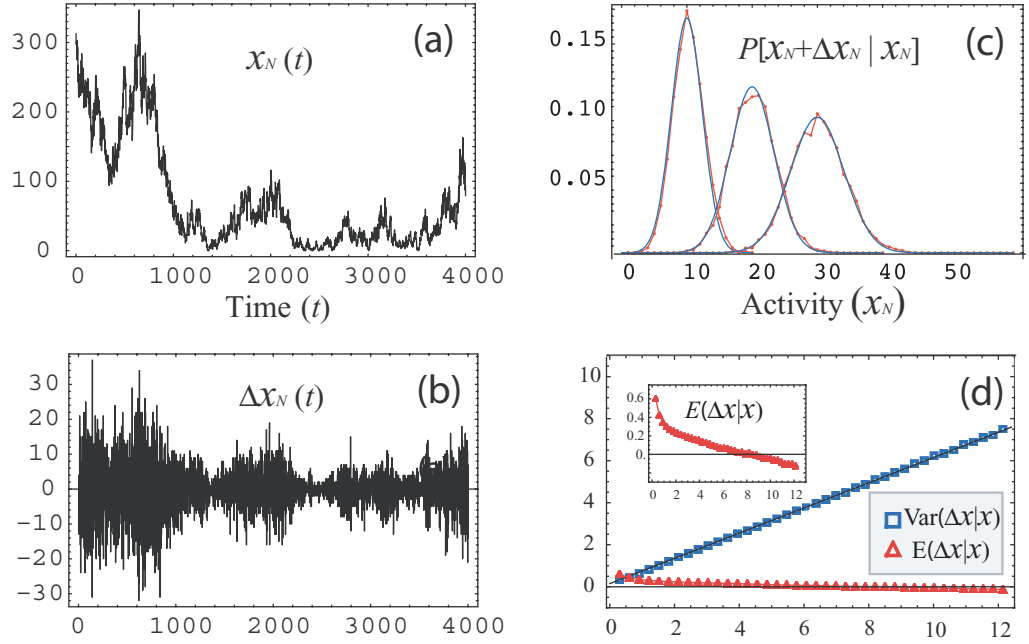 (a)
x_N (t)
300
200
100
0
0 1000 2000 3000 4000
Time (t)
(c)
P[x_N+Δx_N | x_N]
0.15
0.10
0.05
0 10 20 30 40 50
Activity (x_N)
(b)
Δx_N (t)
30
20
10
0
-10
-20
-30
0 1000 2000 3000 4000
(d)
10
8
6
4
2
0
0 2 4 6 8 10 12
E(Δx|x)
0.6
0.4
0.2
0
0 2 4 6 8 10 12
Var(Δx|x)
E(Δx|x)